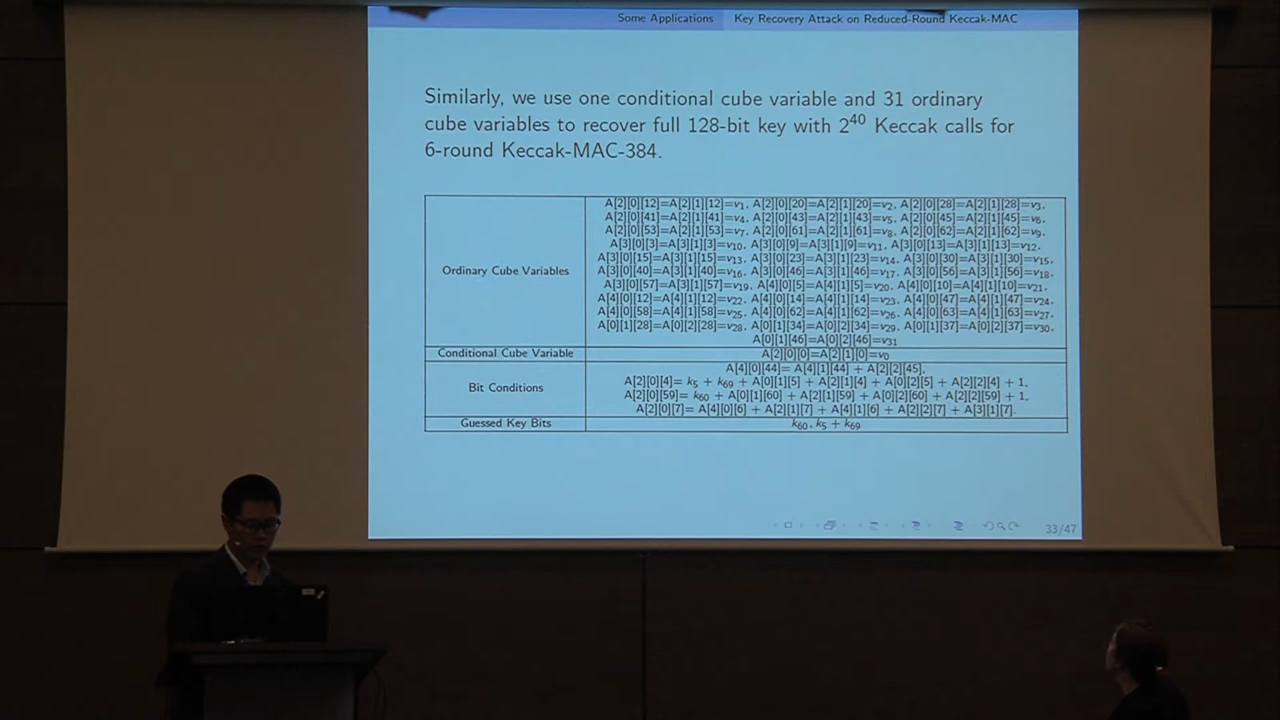 Some Applications Key Recovery Attack on Reduced-Round Keccak-MAC
Similarly, we use one conditional cube variable and 31 ordinary
cube variables to recover full 128-bit key with 2^40 Keccak calls for
6-round Keccak-MAC-384.
Ordinary Cube Variables
A[2][0][12]=A[2][1][12]=v1, A[2][0][20]=A[2][1][20]=v2, A[2][0][28]=A[2][1][28]=v3,
A[2][0][41]=A[2][1][41]=v4, A[2][0][43]=A[2][1][43]=v5, A[2][0][45]=A[2][1][45]=v6,
A[2][0][53]=A[2][1][53]=v7, A[2][0][61]=A[2][1][61]=v8, A[2][0][62]=A[2][1][62]=v9,
A[3][0][3]=A[3][1][3]=v10, A[3][0][9]=A[3][1][9]=v11, A[3][0][13]=A[3][1][13]=v12,
A[3][0][15]=A[3][1][15]=v13, A[3][0][23]=A[3][1][23]=v14, A[3][0][30]=A[3][1][30]=v15,
A[3][0][40]=A[3][1][40]=v16, A[3][0][46]=A[3][1][46]=v17, A[3][0][56]=A[3][1][56]=v18,
A[3][0][57]=A[3][1][57]=v19, A[4][0][5]=A[4][1][5]=v20, A[4][0][10]=A[4][1][10]=v21,
A[4][0][12]=A[4][1][12]=v22, A[4][0][14]=A[4][1][14]=v23, A[4][0][47]=A[4][1][47]=v24,
A[4][0][58]=A[4][1][58]=v25, A[4][0][62]=A[4][1][62]=v26, A[4][0][63]=A[4][1][63]=v27,
A[0][1][28]=A[0][2][28]=v28, A[0][1][34]=A[0][2][34]=v29, A[0][1][37]=A[0][2][37]=v30,
A[0][1][46]=A[0][2][46]=v31
Conditional Cube Variable A[2][0][0]=A[2][1][0]=v0
Bit Conditions
A[4][0][44]= A[4][1][44] + A[2][2][45],
A[2][0][4]= k5 + k69 + A[0][1][5] + A[2][1][4] + A[0][2][5] + A[2][2][4] + 1,
A[2][0][59]= k60 + A[0][1][60] + A[2][1][59] + A[0][2][60] + A[2][2][59] + 1,
A[2][0][7]= A[4][0][6] + A[2][1][7] + A[4][1][6] + A[2][2][7] + A[3][1][7].
Guessed Key Bits k60, k5 + k69
33/47